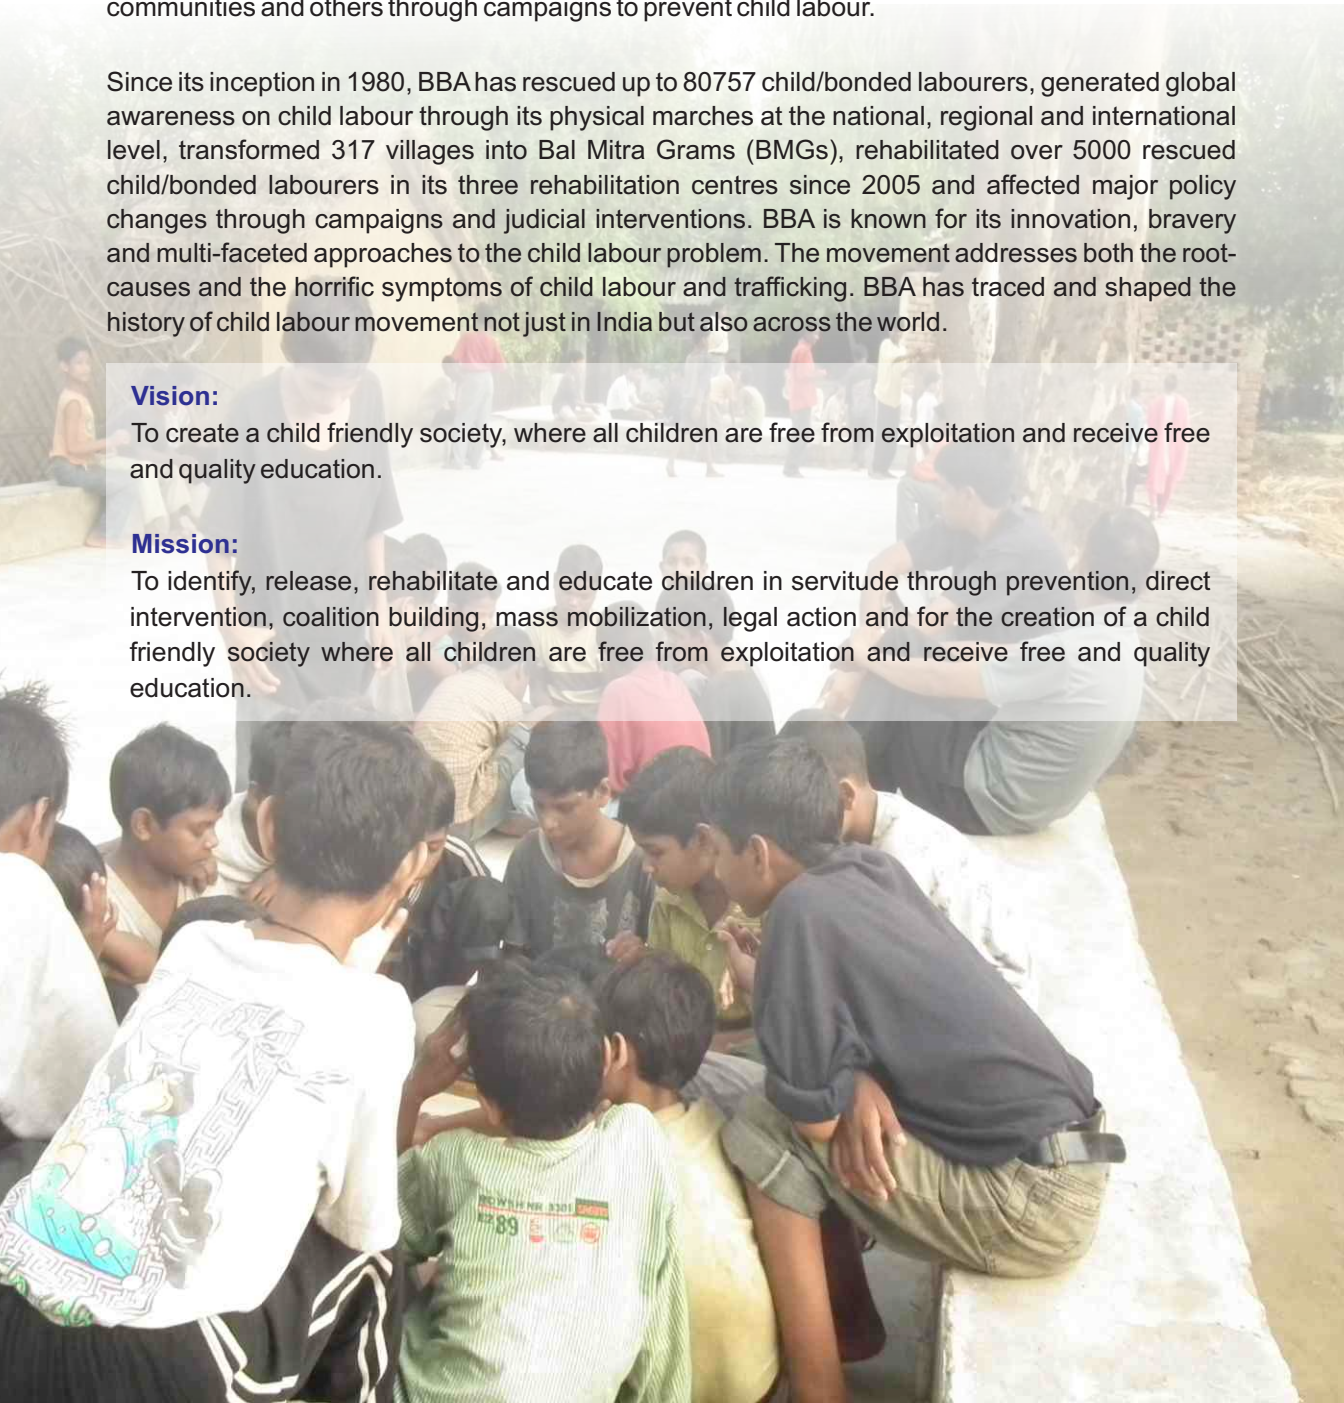 communities and others through campaigns to prevent child labour.
Since its inception in 1980, BBA has rescued up to 80757 child/bonded labourers, generated global
awareness on child labour through its physical marches at the national, regional and international
level, transformed 317 villages into Bal Mitra Grams (BMGs), rehabilitated over 5000 rescued
child/bonded labourers in its three rehabilitation centres since 2005 and affected major policy
changes through campaigns and judicial interventions. BBA is known for its innovation, bravery
and multi-faceted approaches to the child labour problem. The movement addresses both the root-
causes and the horrific symptoms of child labour and trafficking. BBA has traced and shaped the
history of child labour movement not just in India but also across the world.
Vision:
To create a child friendly society, where all children are free from exploitation and receive free
and quality education.
Mission:
To identify, release, rehabilitate and educate children in servitude through prevention, direct
intervention, coalition building, mass mobilization, legal action and for the creation of a child
friendly society where all children are free from exploitation and receive free and quality
education.
89